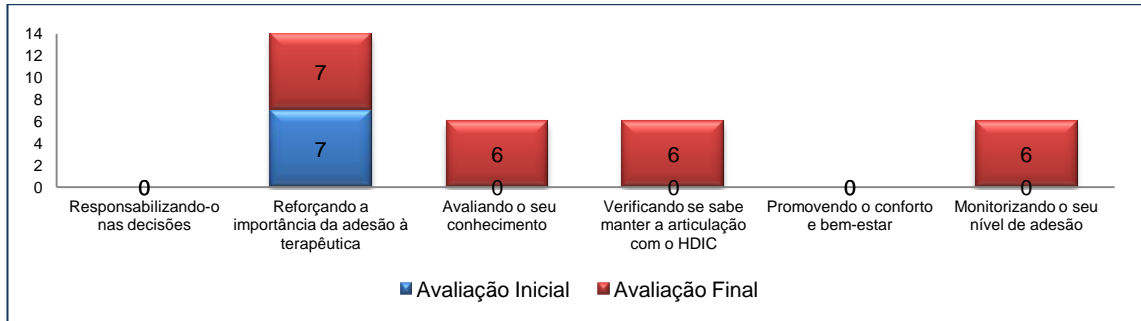 14
12
10
8
6
4
2
0
0
7
7
6
0
6
0
0
6
0
Responsabilizando-o
nas decisões
Reforçando a
importância da adesão à
terapêutica
Avaliando o seu
conhecimento
Verificando se sabe
manter a articulação
com o HDIC
Promovendo o conforto
e bem-estar
Monitorizando o seu
nível de adesão
Avaliação Inicial
Avaliação Final